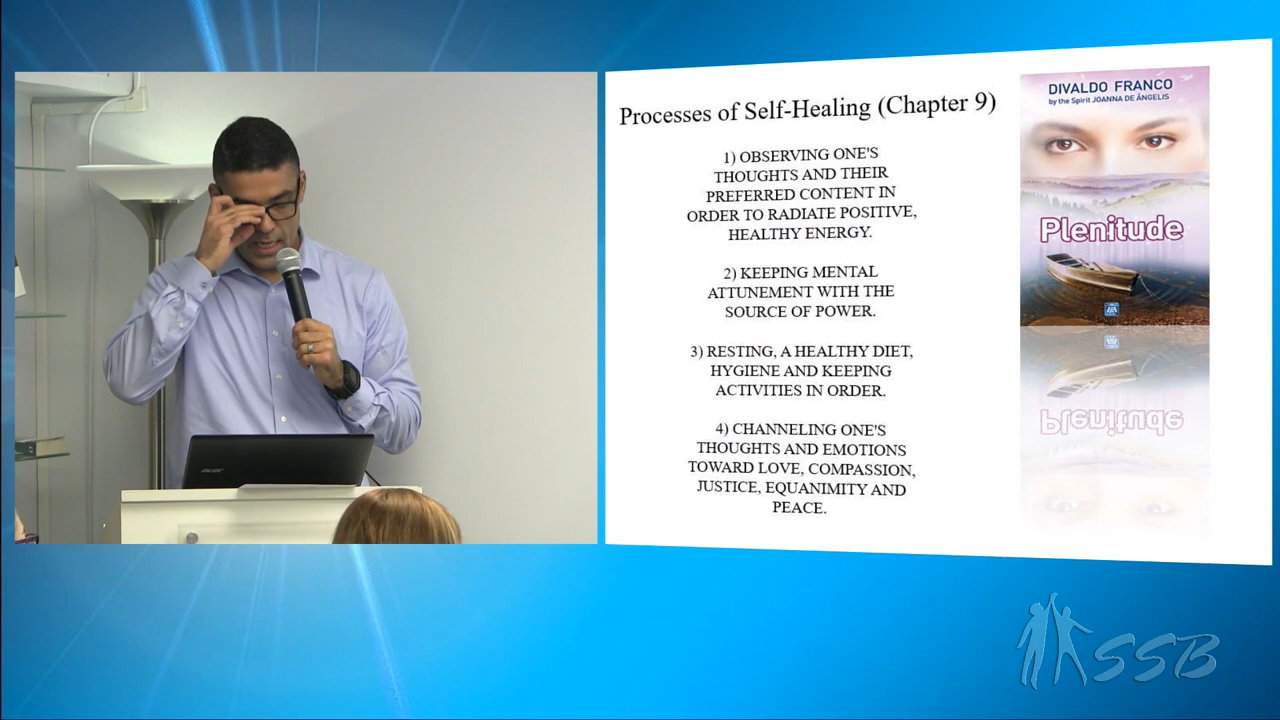 Processes of Self-Healing (Chapter 9)
1) OBSERVING ONE'S
THOUGHTS AND THEIR
PREFERRED CONTENT IN
ORDER TO RADIATE POSITIVE,
HEALTHY ENERGY.
2) KEEPING MENTAL
ATTUNEMENT WITH THE
SOURCE OF POWER.
3) RESTING, A HEALTHY DIET,
HYGIENE AND KEEPING
ACTIVITIES IN ORDER.
4) CHANNELING ONE'S
THOUGHTS AND EMOTIONS
TOWARD LOVE, COMPASSION,
JUSTICE, EQUANIMITY AND
PEACE.
DIVALDO FRANCO
by the Spirit JOANNA DE ÂNGELIS
Plenitude
acer
SSB